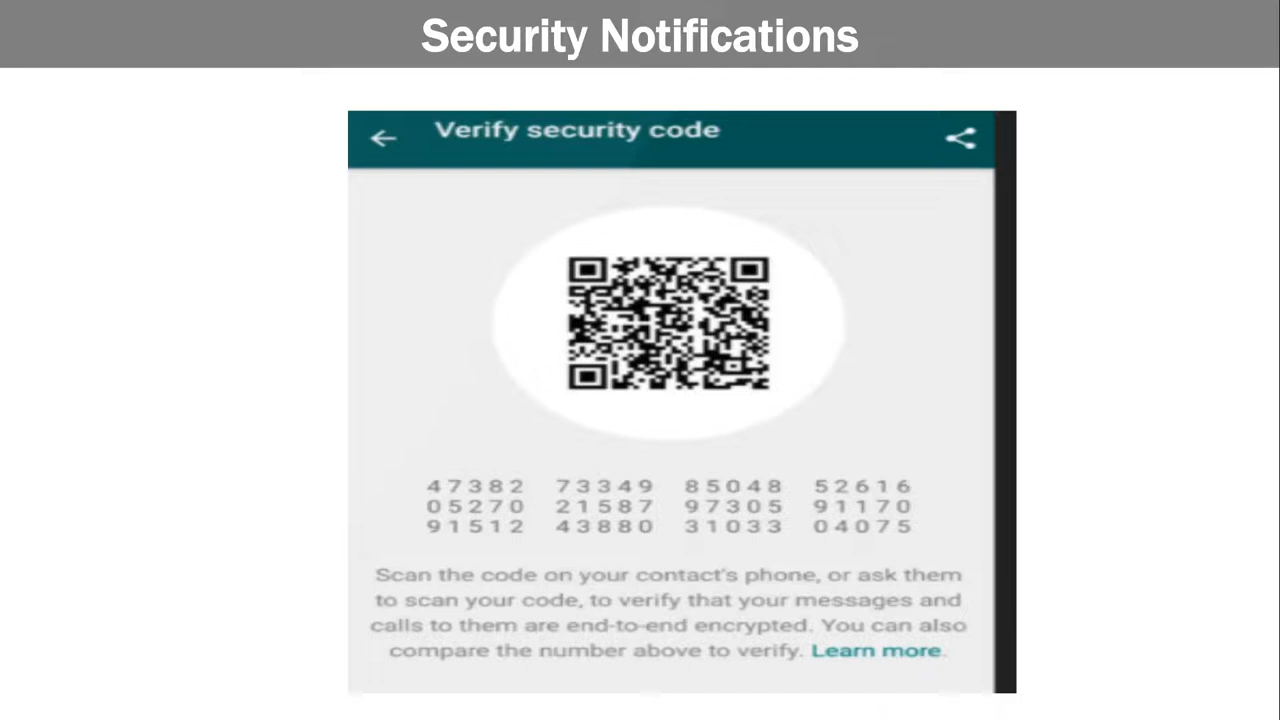 Security Notifications
Verify security code
47382 73349 85048 52616
05270 21587 97305 91170
91512 43880 31033 04075
Scan the code on your contact's phone, or ask them
to scan your code, to verify that your messages and
calls to them are end-to-end encrypted. You can also
compare the number above to verify. Learn more.